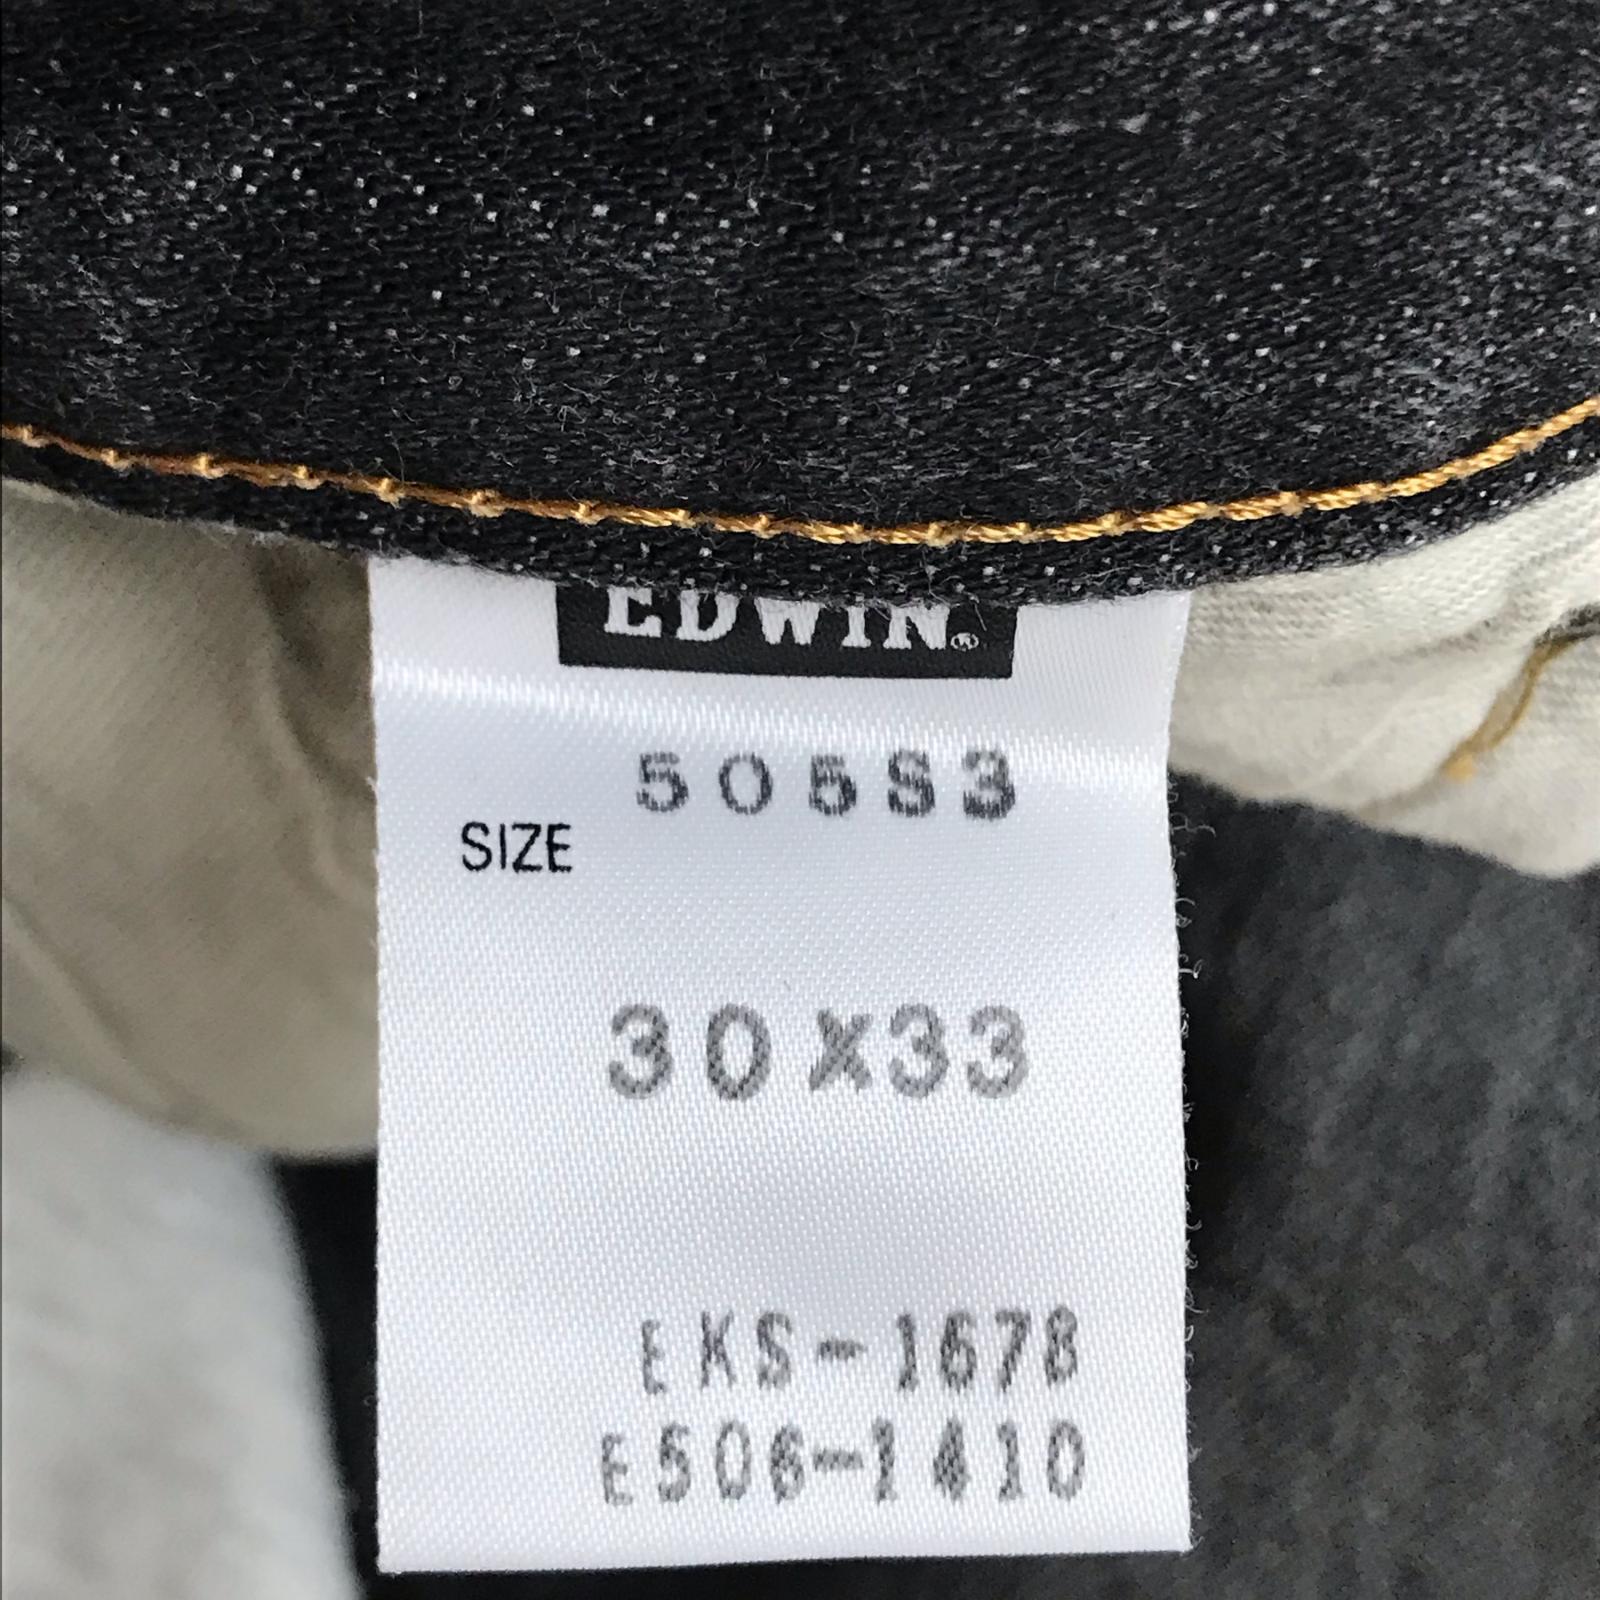 EDWIN®
505S3
SIZE
30X33
EKS-1678
E506-1410